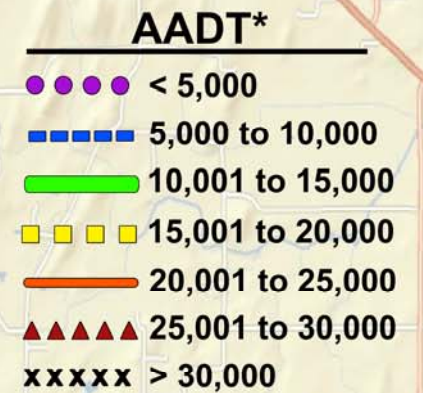 AADT*
< 5,000
5,000 to 10,000
10,001 to 15,000
15,001 to 20,000
20,001 to 25,000
25,001 to 30,000
xxxxx > 30,000